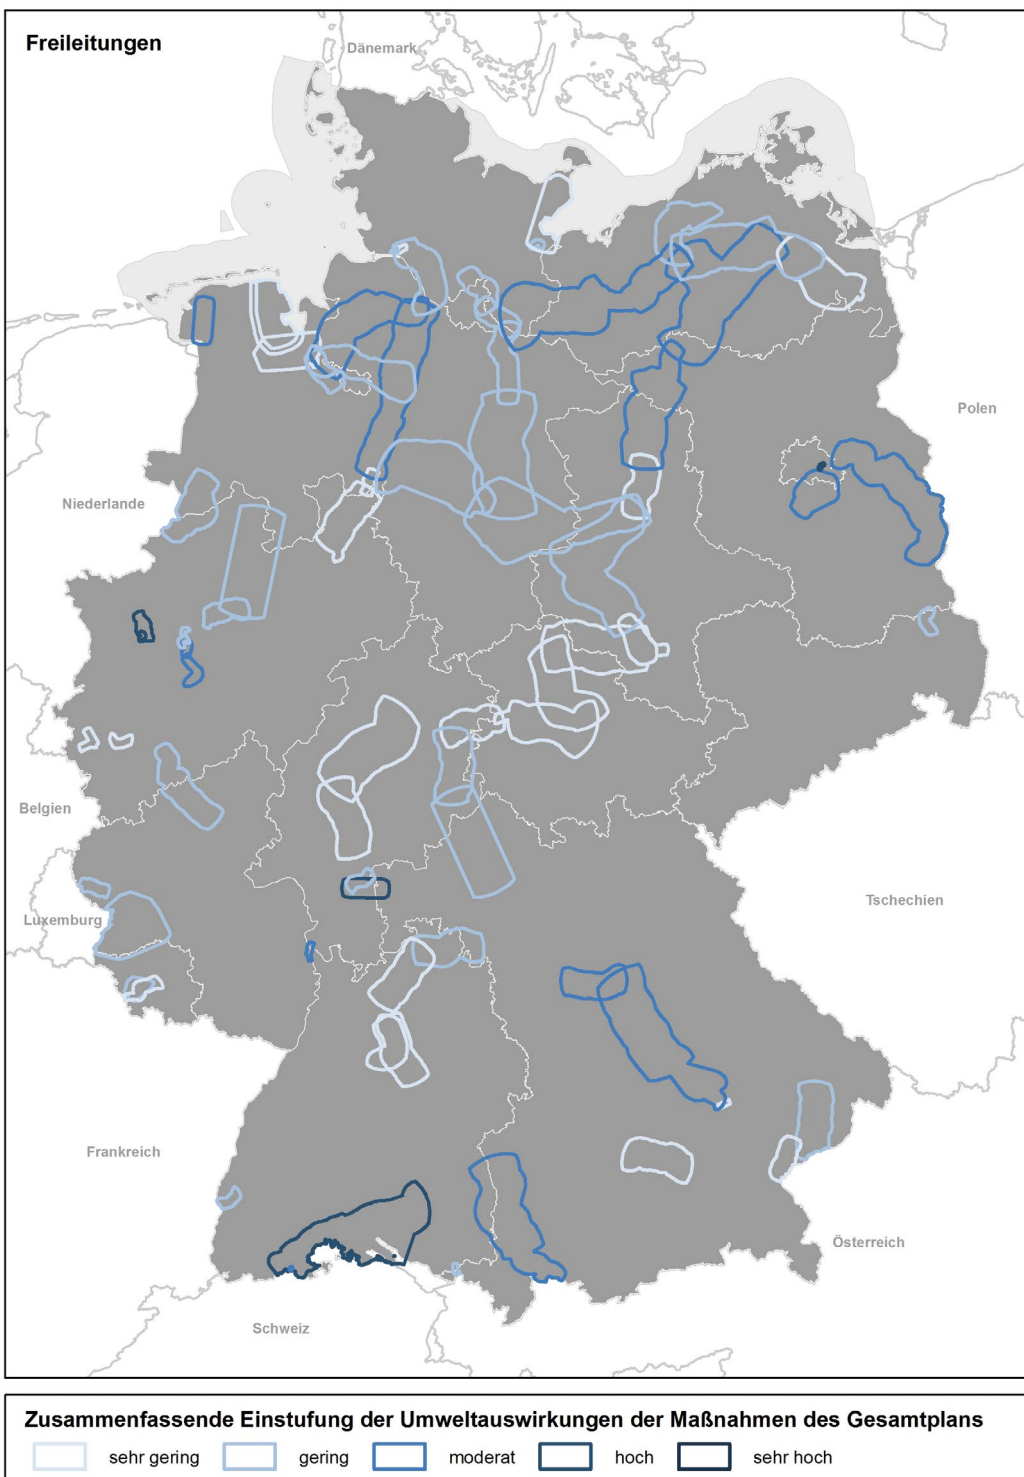 Freileitungen
Dänemark
Polen
Niederlande
Belgien
Luxemburg
Tschechien
Frankreich
Österreich
Schweiz
Zusammenfassende Einstufung der Umweltauswirkungen der Maßnahmen des Gesamtplans
sehr gering gering moderat hoch sehr hoch